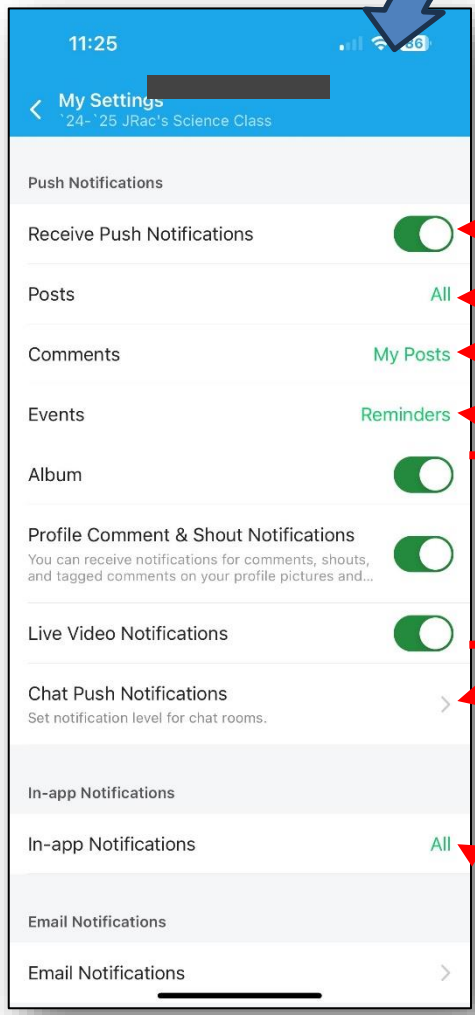 11:25
86
My Settings
`24-`25 JRac's Science Class
Push Notifications
Receive Push Notifications
Posts All
Comments My Posts
Events Reminders
Album
Profile Comment & Shout Notifications
You can receive notifications for comments, shouts,
and tagged comments on your profile pictures and...
Live Video Notifications
Chat Push Notifications
Set notification level for chat rooms.
In-app Notifications
In-app Notifications All
Email Notifications
Email Notifications